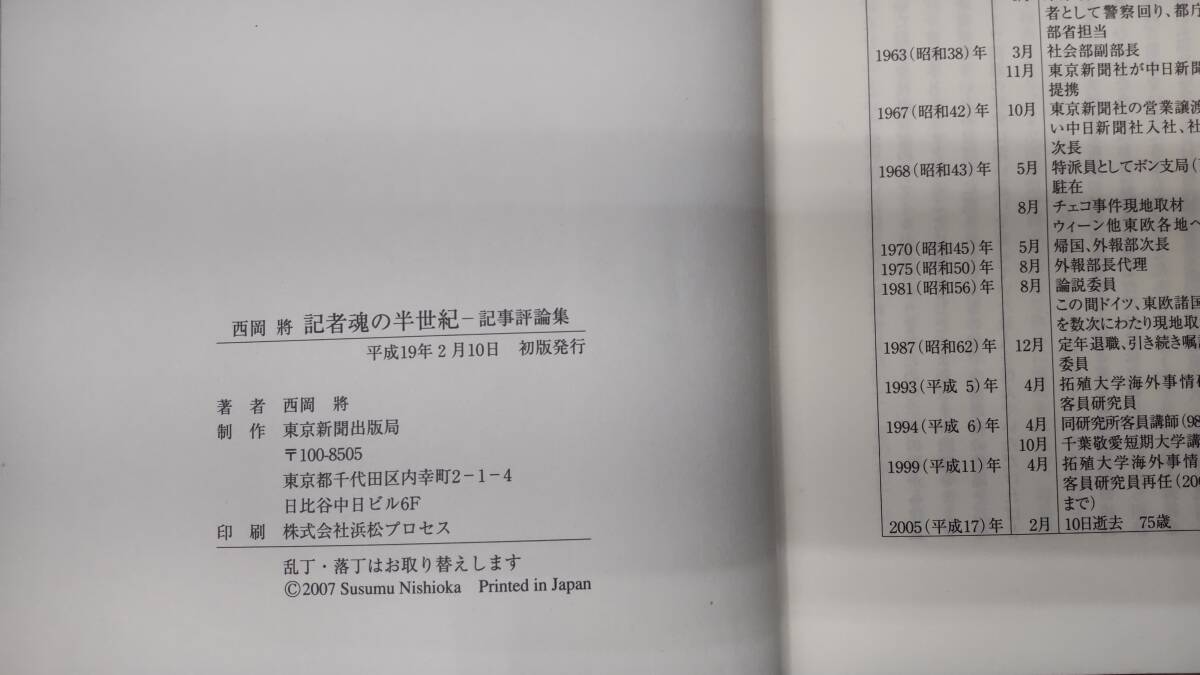 西岡 將 記者魂の半世紀－記事評論集
平成19年2月10日 初版発行
著 者 西岡 將
制 作 東京新聞出版局
〒100-8505
東京都千代田区内幸町2－1－4
日比谷中日ビル6F
印 刷 株式会社浜松プロセス
乱丁・落丁はお取り替えします
©2007 Susumu Nishioka Printed in Japan
者として警察回り、都庁
部省担当
1963(昭和38)年 3月 社会部副部長
11月 東京新聞社が中日新聞
提携
1967(昭和42)年 10月 東京新聞社の営業譲渡
い中日新聞社入社、社
次長
1968(昭和43)年 5月 特派員としてボン支局(
駐在
8月 チェコ事件現地取材
ウィーン他東欧各地へ
1970(昭和45)年 5月 帰国、外報部次長
1975(昭和50)年 8月 外報部長代理
1981(昭和56)年 8月 論説委員
この間ドイツ、東欧諸国
を数次にわたり現地取
1987(昭和62)年 12月 定年退職、引き続き嘱
委員
1993(平成 5)年 4月 拓殖大学海外事情研
客員研究員
1994(平成 6)年 4月 同研究所客員講師(98
10月 千葉敬愛短期大学講
1999(平成11)年 4月 拓殖大学海外事情
客員研究員再任(200
まで)
2005(平成17)年 2月 10日逝去 75歳